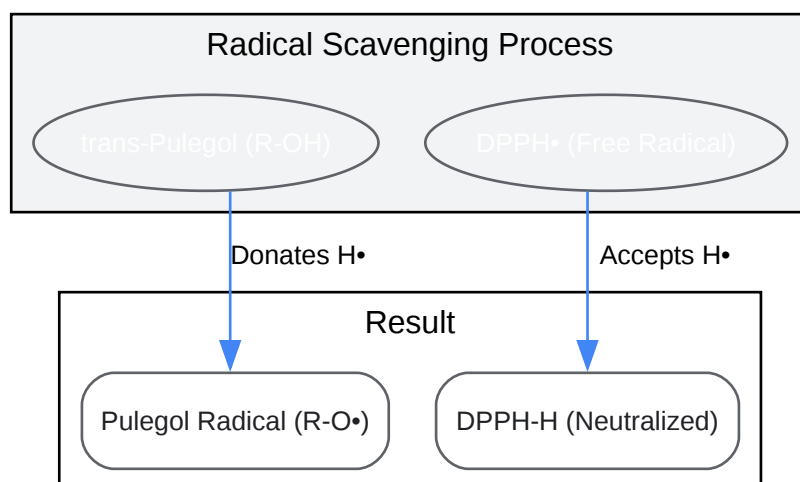 Radical Scavenging Process
trans-Pulegol (R-OH)
DPPH• (Free Radical)
Donates H•
Accepts H•
Result
Pulegol Radical (R-O•)
DPPH-H (Neutralized)